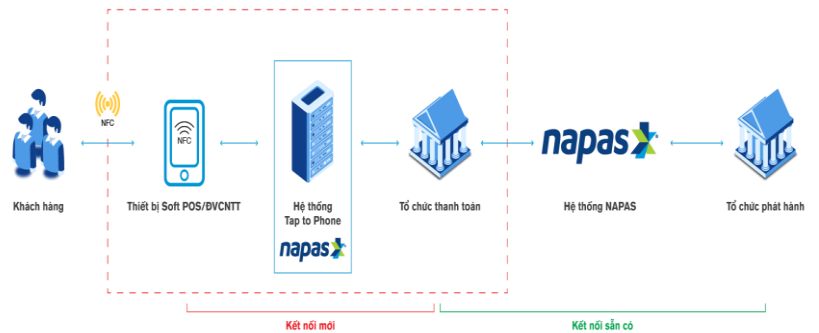 NFC
NFC
napas
Khách hàng
Thiết bị Soft POS/ĐVCNTT
Hệ thống
Tap to Phone
napas
Tổ chức thanh toán
Hệ thống NAPAS
Tổ chức phát hành
Kết nối mới
Kết nối sẵn có